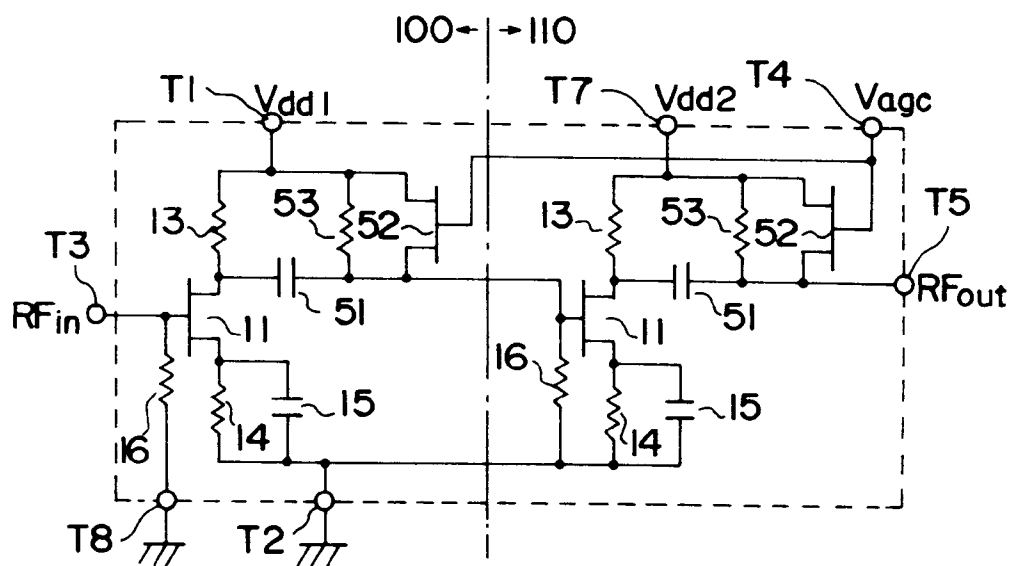 100 110
T1 T7 T4
Vdd1 Vdd2 Vagc
13 53 52 13 53 52 T5
T3
RFin 11 51 11 51 RFout
16 14 15 16 14 15
T8 T2